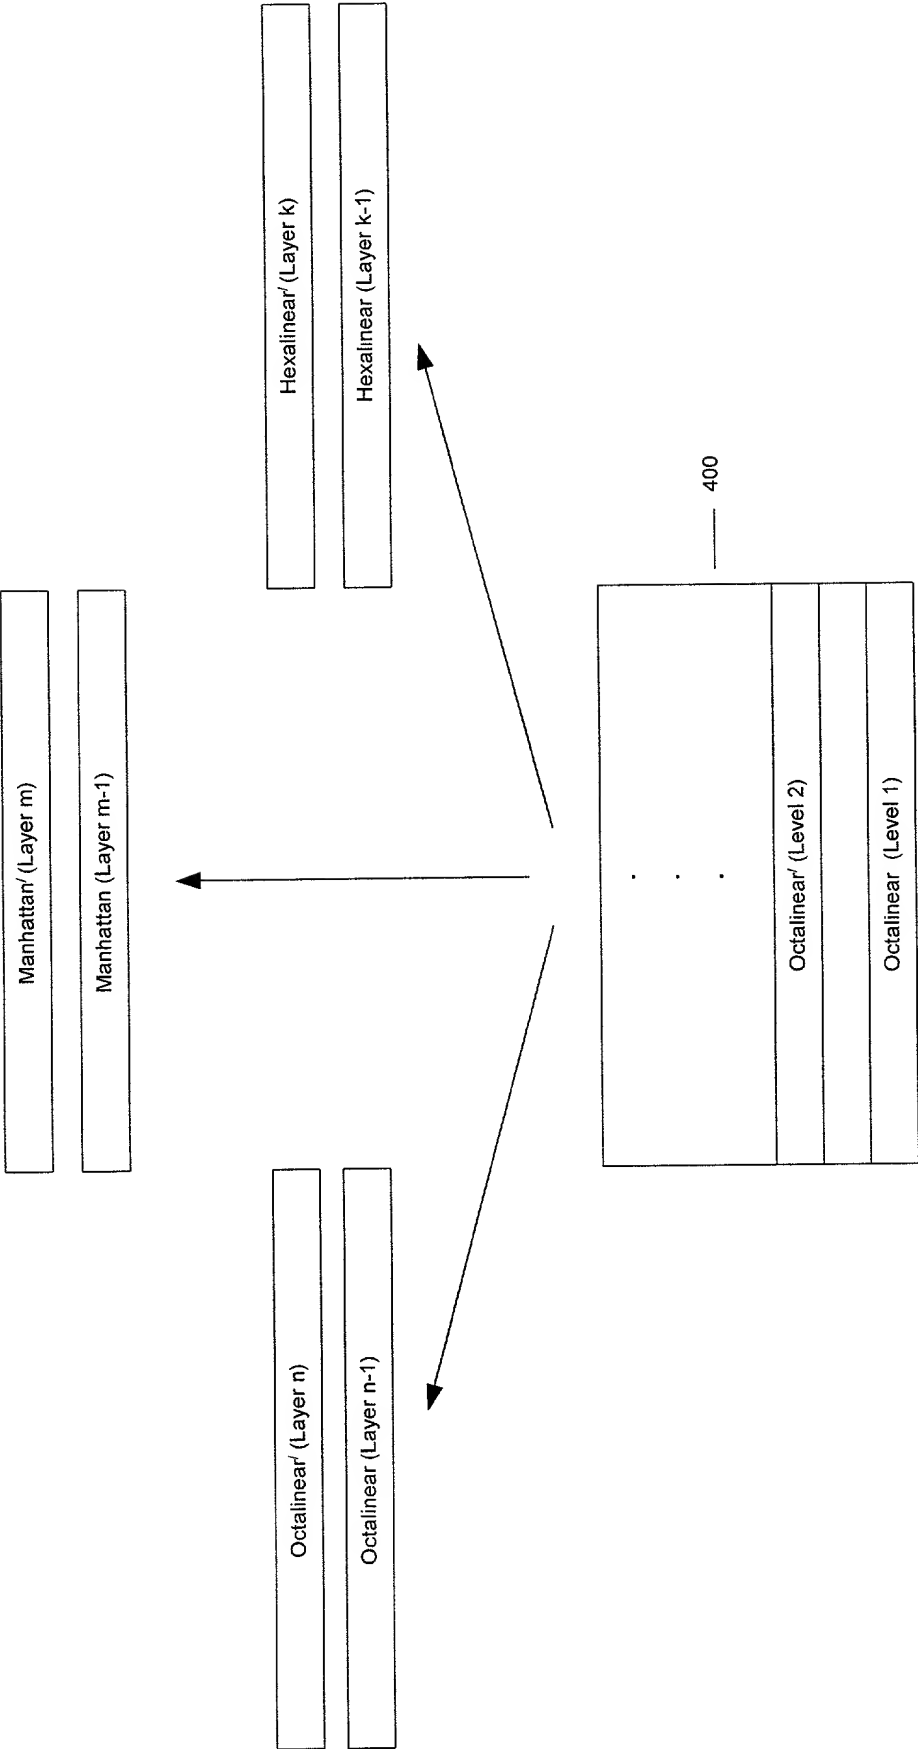 Manhattan′ (Layer m)
Manhattan (Layer m-1)
Octalinear′ (Layer n)
Octalinear (Layer n-1)
Hexalinear′ (Layer k)
Hexalinear (Layer k-1)
400
Octalinear′ (Level 2)
Octalinear (Level 1)